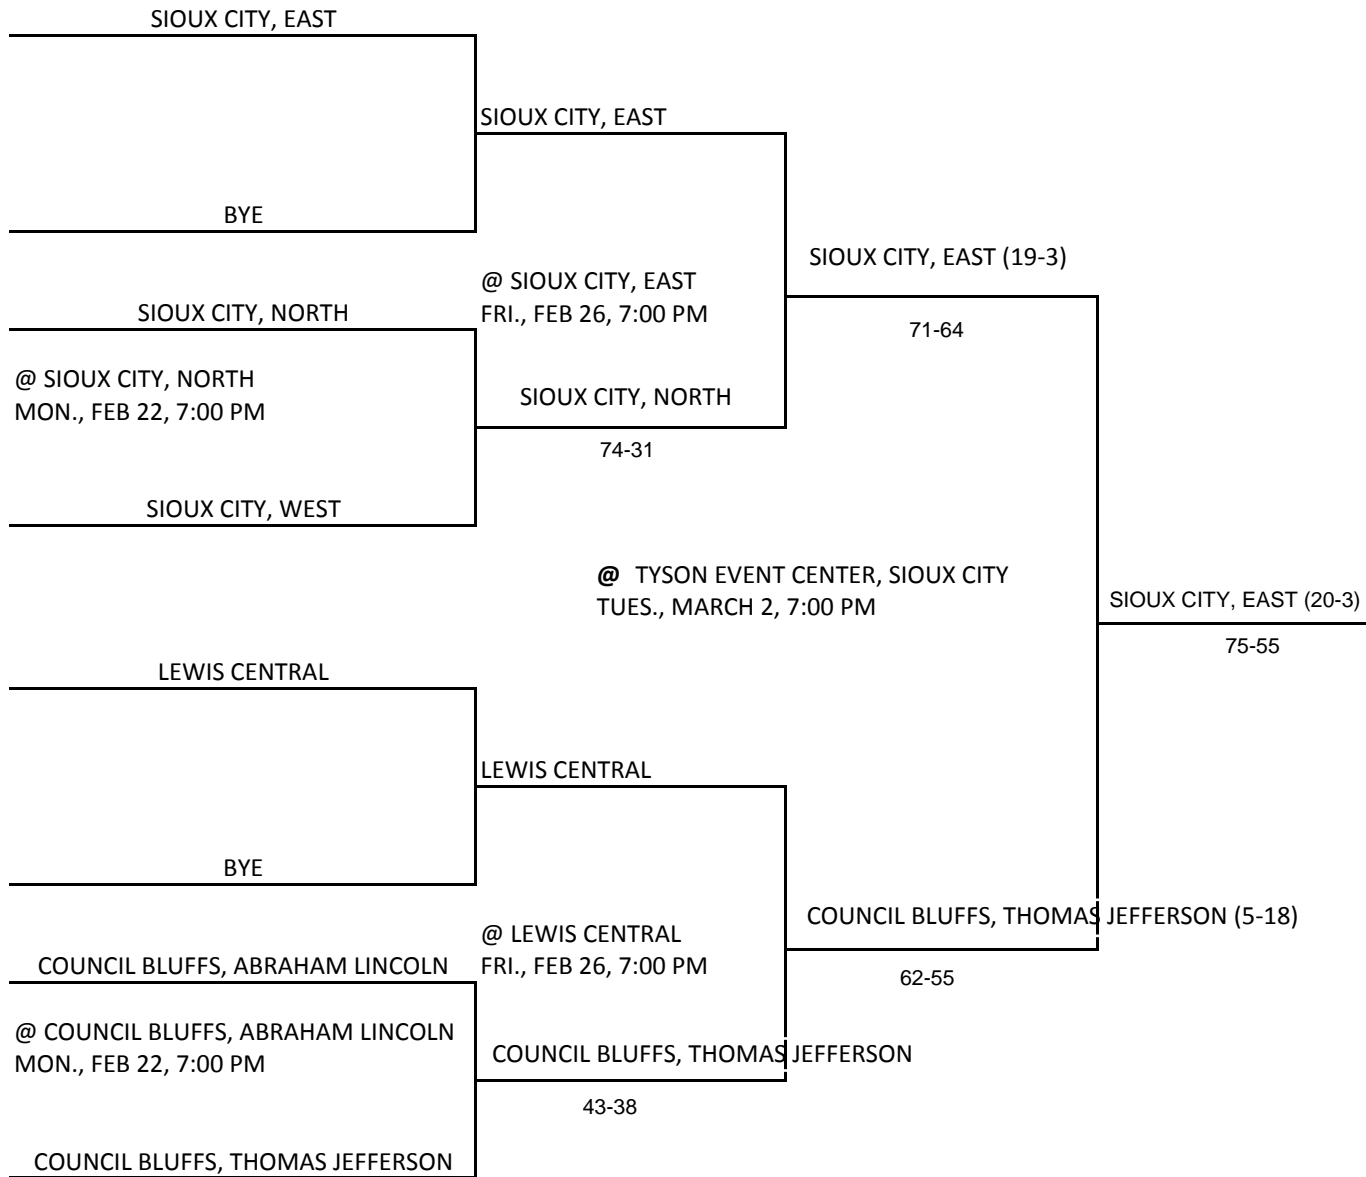 SIOUX CITY, EAST
SIOUX CITY, EAST
BYE
SIOUX CITY, EAST (19-3)
@ SIOUX CITY, EAST
FRI., FEB 26, 7:00 PM
SIOUX CITY, NORTH
71-64
@ SIOUX CITY, NORTH
MON., FEB 22, 7:00 PM
SIOUX CITY, NORTH
74-31
SIOUX CITY, WEST
@ TYSON EVENT CENTER, SIOUX CITY
TUES., MARCH 2, 7:00 PM
SIOUX CITY, EAST (20-3)
75-55
LEWIS CENTRAL
LEWIS CENTRAL
BYE
COUNCIL BLUFFS, THOMAS JEFFERSON (5-18)
@ LEWIS CENTRAL
FRI., FEB 26, 7:00 PM
COUNCIL BLUFFS, ABRAHAM LINCOLN
62-55
@ COUNCIL BLUFFS, ABRAHAM LINCOLN
MON., FEB 22, 7:00 PM
COUNCIL BLUFFS, THOMAS JEFFERSON
43-38
COUNCIL BLUFFS, THOMAS JEFFERSON